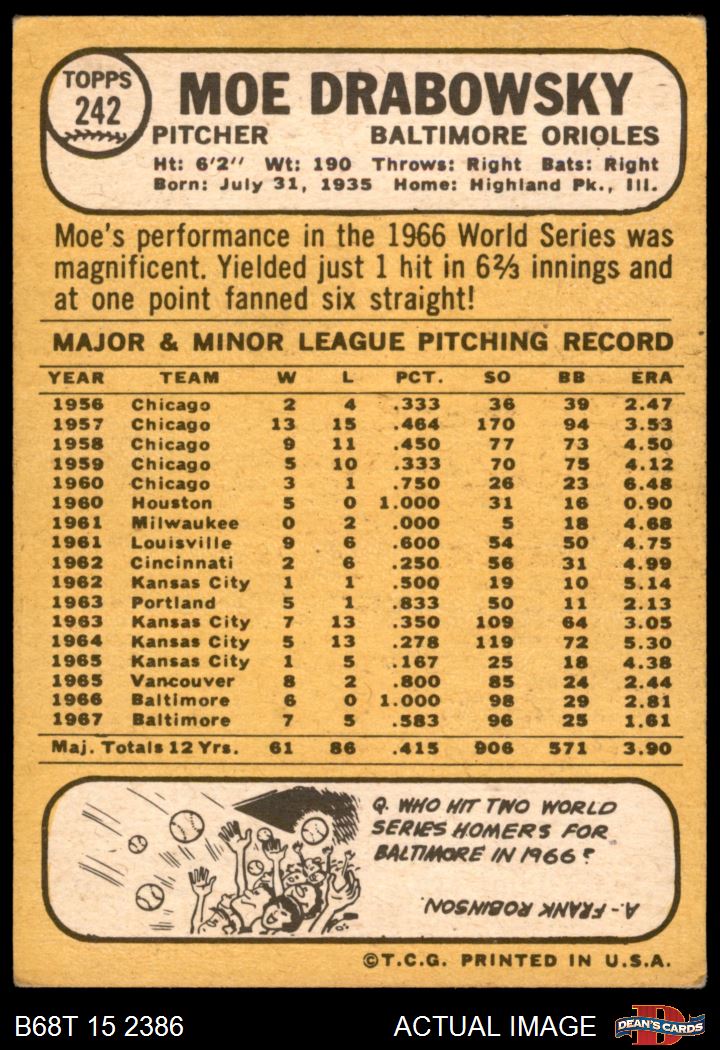 TOPPS
242
MOE DRABOWSKY
PITCHER BALTIMORE ORIOLES
Ht: 6'2" Wt: 190 Throws: Right Bats: Right
Born: July 31, 1935 Home: Highland Pk., Ill.
Moe's performance in the 1966 World Series was
magnificent. Yielded just 1 hit in 6⅔ innings and
at one point fanned six straight!
MAJOR & MINOR LEAGUE PITCHING RECORD
YEAR TEAM W L PCT. SO BB ERA
1956 Chicago 2 4 .333 36 39 2.47
1957 Chicago 13 15 .464 170 94 3.53
1958 Chicago 9 11 .450 77 73 4.50
1959 Chicago 5 10 .333 70 75 4.12
1960 Chicago 3 1 .750 26 23 6.48
1960 Houston 5 0 1.000 31 16 0.90
1961 Milwaukee 0 2 .000 5 18 4.68
1961 Louisville 9 6 .600 54 50 4.75
1962 Cincinnati 2 6 .250 56 31 4.99
1962 Kansas City 1 1 .500 19 10 5.14
1963 Portland 5 1 .833 50 11 2.13
1963 Kansas City 7 13 .350 109 64 3.05
1964 Kansas City 5 13 .278 119 72 5.30
1965 Kansas City 1 5 .167 25 18 4.38
1965 Vancouver 8 2 .800 85 24 2.44
1966 Baltimore 6 0 1.000 98 29 2.81
1967 Baltimore 7 5 .583 96 25 1.61
Maj. Totals 12 Yrs. 61 86 .415 906 571 3.90
Q. WHO HIT TWO WORLD
SERIES HOMERS FOR
BALTIMORE IN 1966?
A.-FRANK ROBINSON
©T.C.G. PRINTED IN U.S.A.
B68T 15 2386 ACTUAL IMAGE
DEAN'S CARDS